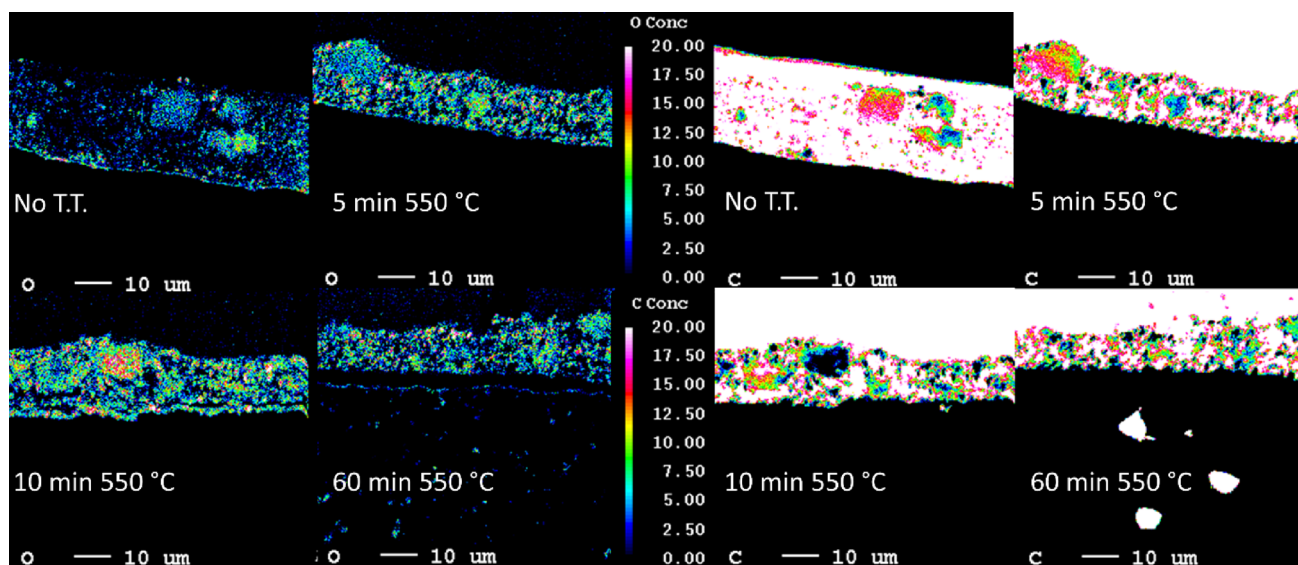 O Conc
20.00
17.50
15.00
12.50
10.00
7.50
5.00
2.50
0.00
No T.T.
5 min 550 °C
No T.T.
5 min 550 °C
O 10 um
O 10 um
C 10 um
C 10 um
C Conc
20.00
17.50
15.00
12.50
10.00
7.50
5.00
2.50
0.00
10 min 550 °C
60 min 550 °C
10 min 550 °C
60 min 550 °C
O 10 um
O 10 um
C 10 um
C 10 um